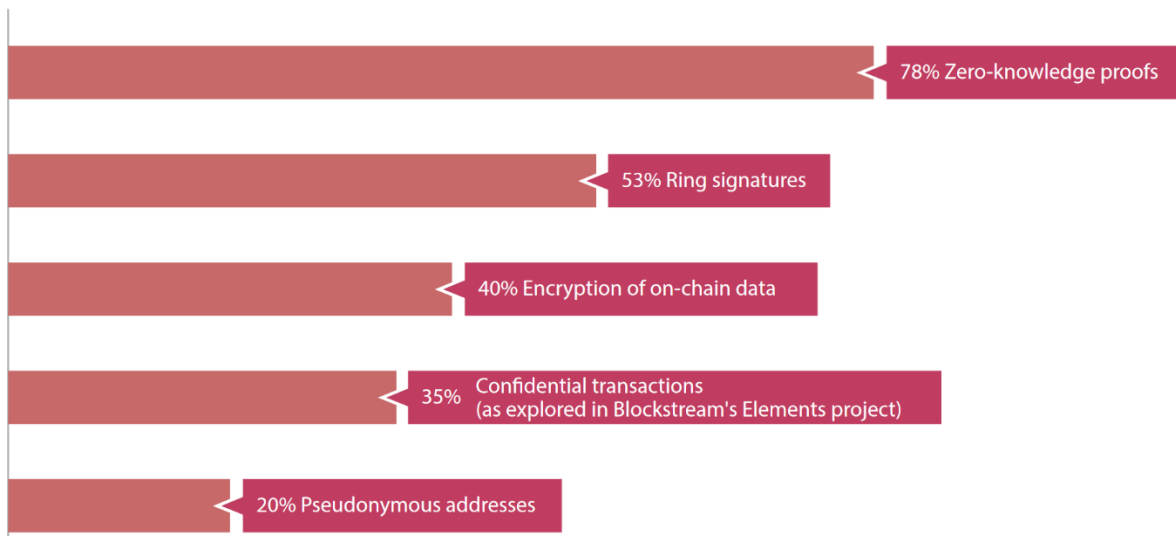 78% Zero-knowledge proofs
53% Ring signatures
40% Encryption of on-chain data
35% Confidential transactions
(as explored in Blockstream's Elements project)
20% Pseudonymous addresses